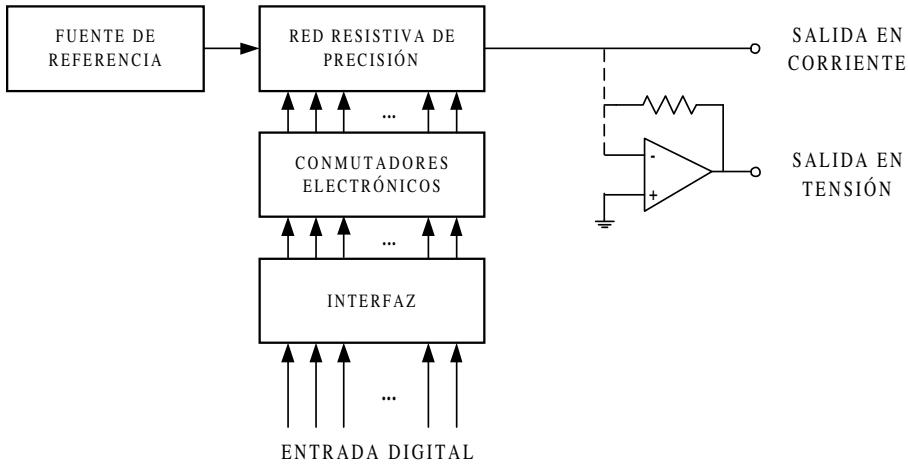 FUENTE DE
REFERENCIA
RED RESISTIVA DE
PRECISIÓN
SALIDA EN
CORRIENTE
...
CONMUTADORES
ELECTRÓNICOS
-
+
SALIDA EN
TENSIÓN
...
INTERFAZ
...
ENTRADA DIGITAL